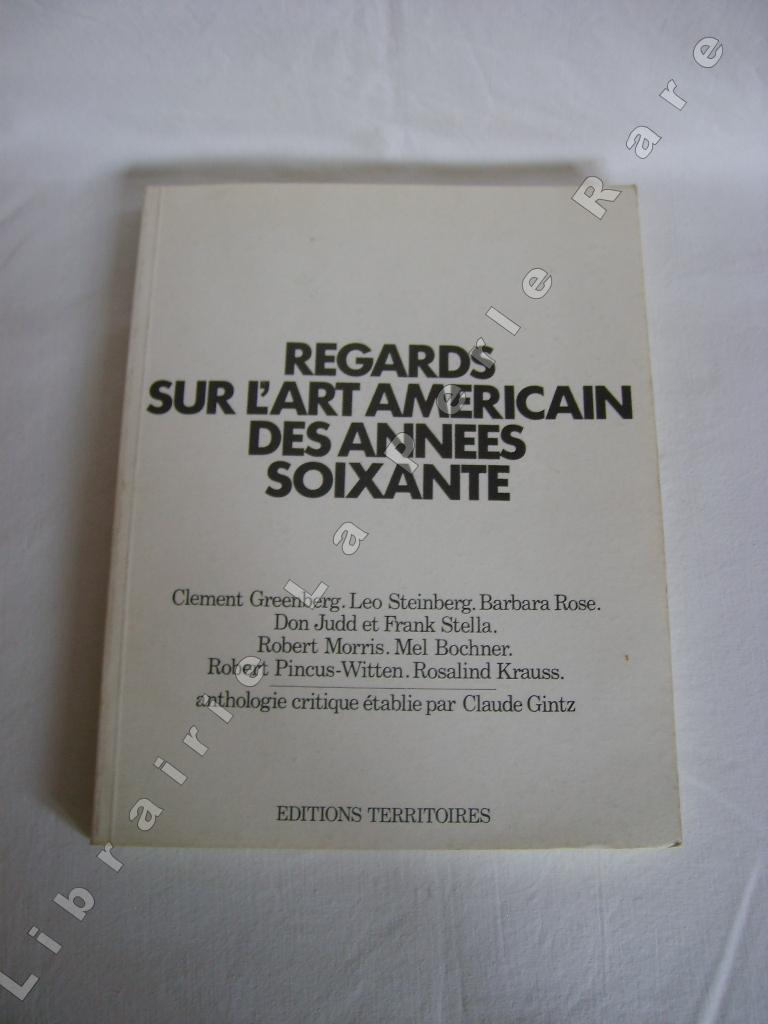 REGARDS
SUR L'ART AMERICAIN
DES ANNEES
SOIXANTE
Clement Greenberg. Leo Steinberg. Barbara Rose.
Don Judd et Frank Stella.
Robert Morris. Mel Bochner.
Robert Pincus-Witten. Rosalind Krauss.
anthologie critique établie par Claude Gintz
EDITIONS TERRITOIRES
Librairie La perle Rare